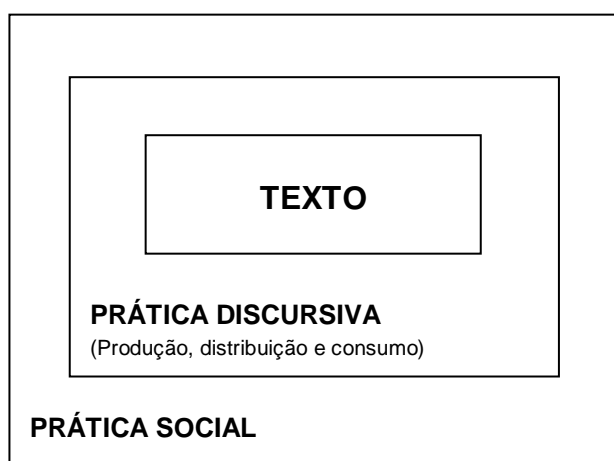 TEXTO
PRÁTICA DISCURSIVA
(Produção, distribuição e consumo)
PRÁTICA SOCIAL